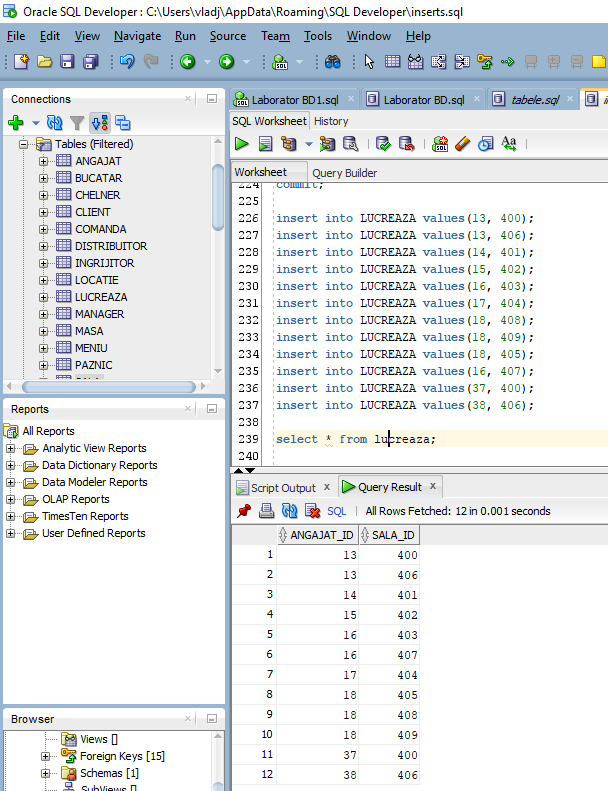 Oracle SQL Developer : C:\Users\vladj\AppData\Roaming\SQL Developer\inserts.sql
File Edit View Navigate Run Source Team Tools Window Help
Connections
Tables (Filtered)
ANGAJAT
BUCATAR
CHELNER
CLIENT
COMANDA
DISTRIBUITOR
INGRIJITOR
LOCATIE
LUCREAZA
MANAGER
MASA
MENIU
PAZNIC
Reports
All Reports
Analytic View Reports
Data Dictionary Reports
Data Modeler Reports
OLAP Reports
TimesTen Reports
User Defined Reports
Browser
Views []
Foreign Keys [15]
Schemas [1]
SubViews []
Laborator BD1.sql Laborator BD.sql tabele.sql
SQL Worksheet History
Worksheet Query Builder
224 commit;
225
226 insert into LUCREAZA values(13, 400);
227 insert into LUCREAZA values(13, 406);
228 insert into LUCREAZA values(14, 401);
229 insert into LUCREAZA values(15, 402);
230 insert into LUCREAZA values(16, 403);
231 insert into LUCREAZA values(17, 404);
232 insert into LUCREAZA values(18, 408);
233 insert into LUCREAZA values(18, 409);
234 insert into LUCREAZA values(18, 405);
235 insert into LUCREAZA values(16, 407);
236 insert into LUCREAZA values(37, 400);
237 insert into LUCREAZA values(38, 406);
238
239 select * from lucreaza;
240
Script Output Query Result
SQL All Rows Fetched: 12 in 0.001 seconds
ANGAJAT_ID SALA_ID
1 13 400
2 13 406
3 14 401
4 15 402
5 16 403
6 16 407
7 17 404
8 18 405
9 18 408
10 18 409
11 37 400
12 38 406